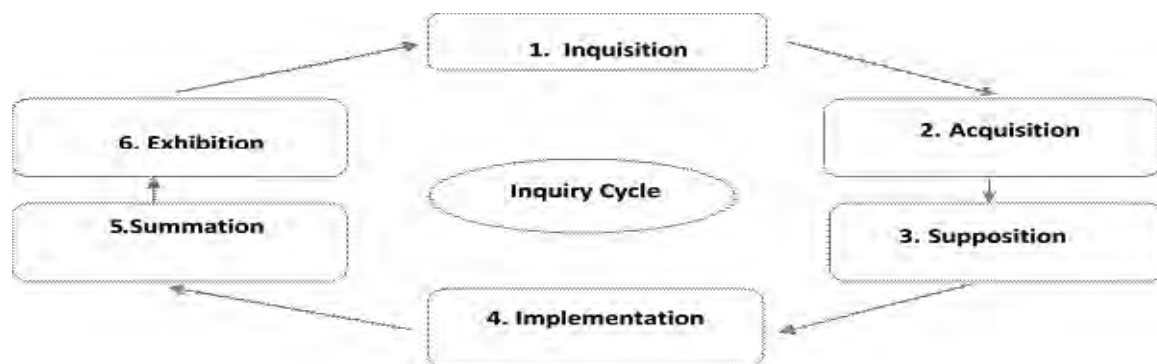 1. Inquisition
2. Acquisition
3. Supposition
4. Implementation
5.Summation
6. Exhibition
Inquiry Cycle